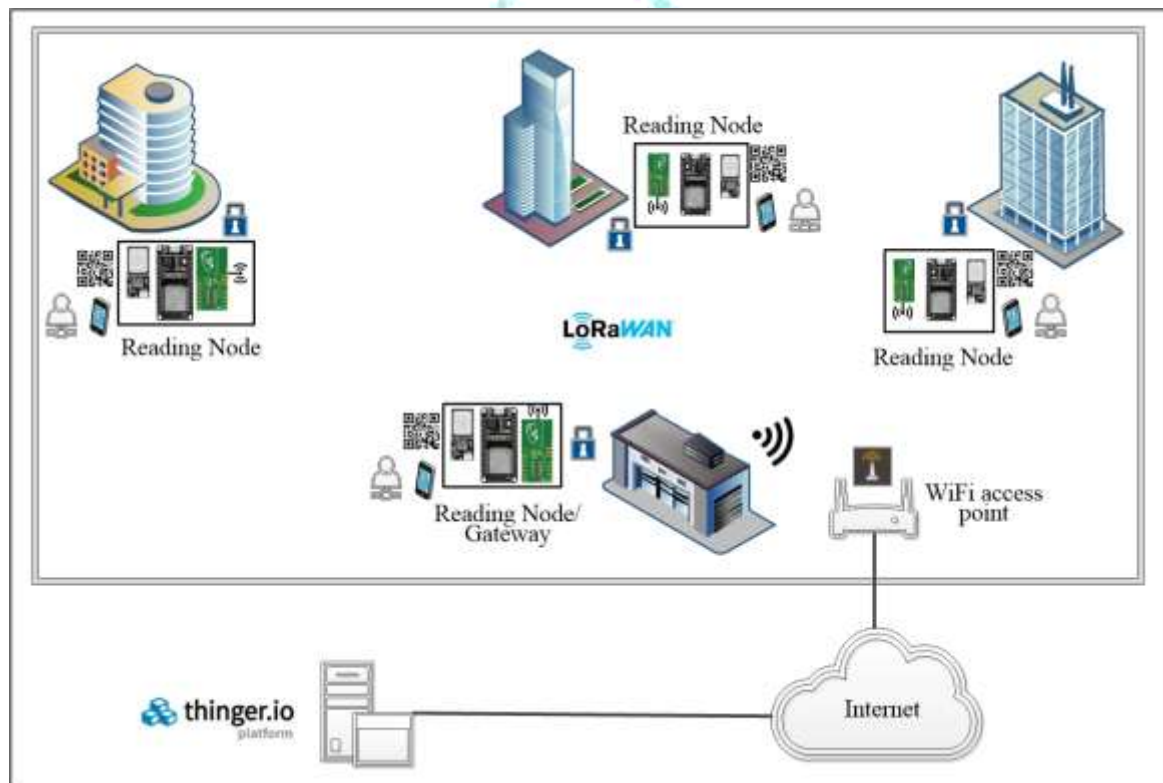 Reading Node
Reading Node
LoRaWAN
Reading Node
Reading Node/
Gateway
WiFi access
point
thinger.io
platform
Internet